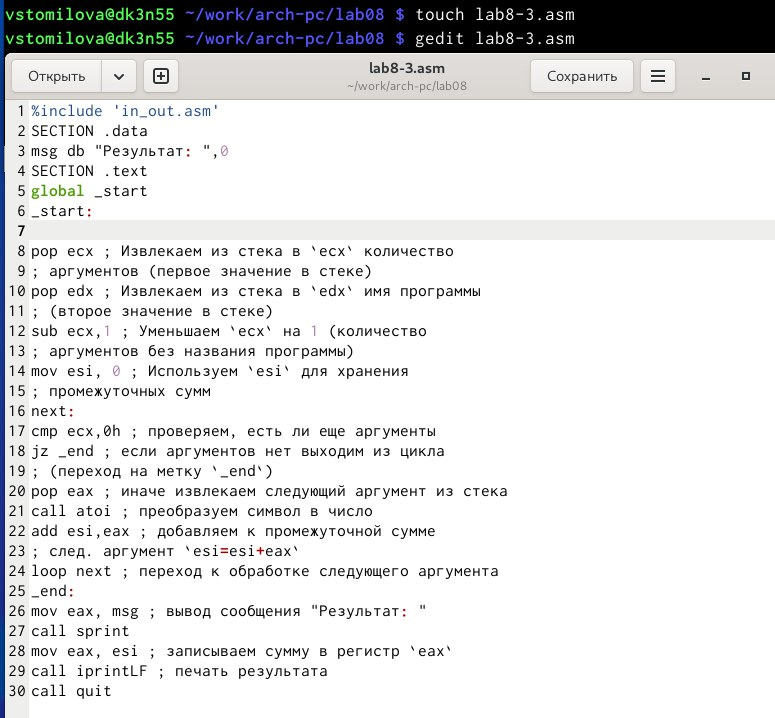 vstomilova@dk3n55 ~/work/arch-pc/lab08 $ touch lab8-3.asm
vstomilova@dk3n55 ~/work/arch-pc/lab08 $ gedit lab8-3.asm
Открыть lab8-3.asm Сохранить
~/work/arch-pc/lab08
1 %include 'in_out.asm'
2 SECTION .data
3 msg db "Результат: ",0
4 SECTION .text
5 global _start
6 _start:
7
8 pop ecx ; Извлекаем из стека в `ecx` количество
9 ; аргументов (первое значение в стеке)
10 pop edx ; Извлекаем из стека в `edx` имя программы
11 ; (второе значение в стеке)
12 sub ecx,1 ; Уменьшаем `ecx` на 1 (количество
13 ; аргументов без названия программы)
14 mov esi, 0 ; Используем `esi` для хранения
15 ; промежуточных сумм
16 next:
17 cmp ecx,0h ; проверяем, есть ли еще аргументы
18 jz _end ; если аргументов нет выходим из цикла
19 ; (переход на метку `_end`)
20 pop eax ; иначе извлекаем следующий аргумент из стека
21 call atoi ; преобразуем символ в число
22 add esi,eax ; добавляем к промежуточной сумме
23 ; след. аргумент `esi=esi+eax`
24 loop next ; переход к обработке следующего аргумента
25 _end:
26 mov eax, msg ; вывод сообщения "Результат: "
27 call sprint
28 mov eax, esi ; записываем сумму в регистр `eax`
29 call iprintLF ; печать результата
30 call quit